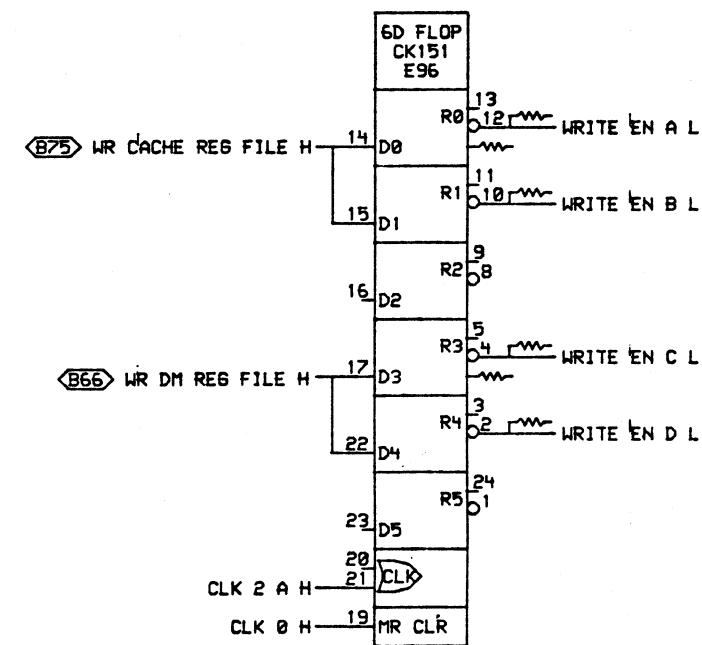 6D FLOP
CK151
E96
13
R0 12 WRITE EN A L
B75 WR CACHE REG FILE H 14 D0
11
R1 10 WRITE EN B L
15 D1
9
R2 8
16 D2
5
R3 4 WRITE EN C L
B66 WR DM REG FILE H 17 D3
3
R4 2 WRITE EN D L
22 D4
24
R5 1
23 D5
20
CLK 2 A H 21 CLK
CLK 0 H 19 MR CLR